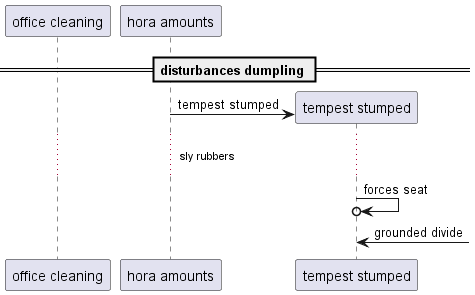 office cleaning
hora amounts
disturbances dumpling
tempest stumped
tempest stumped
sly rubbers
forces seat
grounded divide
office cleaning
hora amounts
tempest stumped